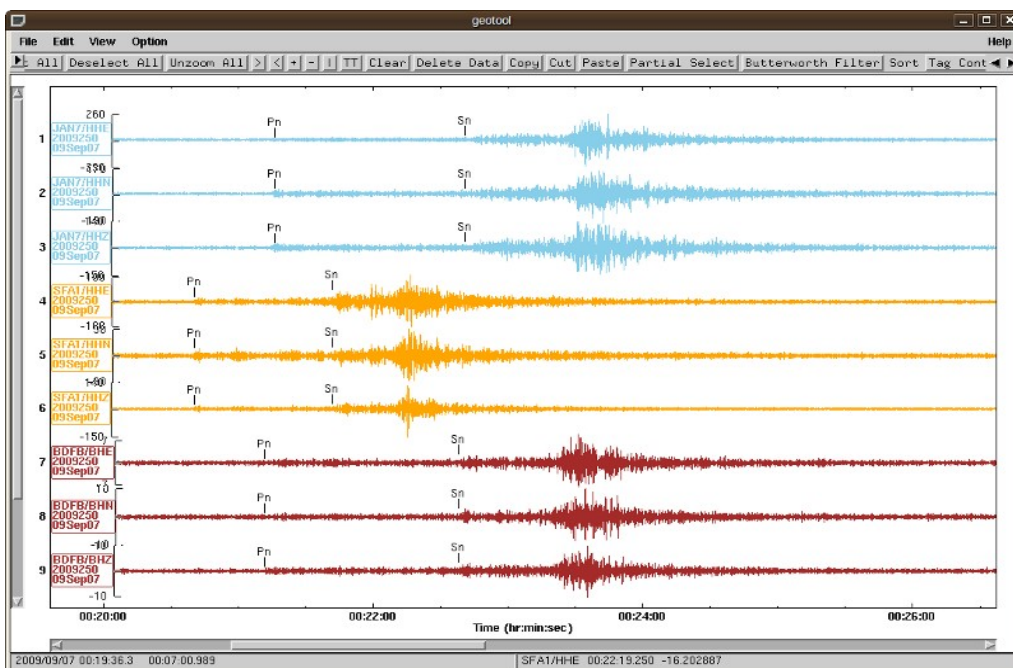 geotool
File Edit View Option Help
All Deselect All Unzoom All > < + - | TT Clear Delete Data Copy Cut Paste Partial Select Butterworth Filter Sort Tag Cont
260
Pn Sn
1 JAN7/HHE
2009250
09Sep07
Pn Sn
2 JAN7/HHN
2009250
09Sep07
Pn Sn
3 JAN7/HHZ
2009250
09Sep07
Pn Sn
4 SFA1/HHE
2009250
09Sep07
Pn Sn
5 SFA1/HHN
2009250
09Sep07
Pn Sn
6 SFA1/HHZ
2009250
09Sep07
-150
Pn Sn
7 BDFB/BHE
2009250
09Sep07
Pn Sn
8 BDFB/BHN
2009250
09Sep07
Pn Sn
9 BDFB/BHZ
2009250
09Sep07
-10
00:20:00 00:22:00 00:24:00 00:26:00
Time (hr:min:sec)
2009/09/07 00:19:36.3 00:07:00.989 SFA1/HHE 00:22:19.250 -16.202887